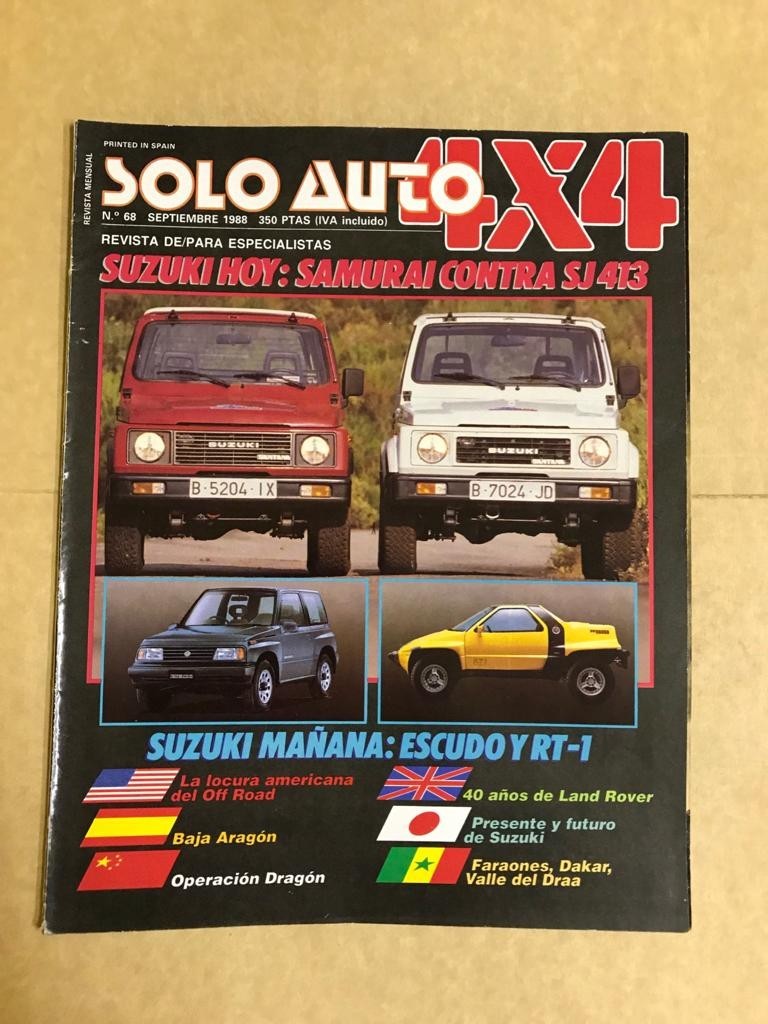 PRINTED IN SPAIN
REVISTA MENSUAL
SOLO AUTO 4X4
N.º 68 SEPTIEMBRE 1988 350 PTAS (IVA incluido)
REVISTA DE/PARA ESPECIALISTAS
SUZUKI HOY: SAMURAI CONTRA SJ 413
SUZUKI
SANTANA
B·5204·IX
SUZUKI
SANTANA
B·7024·JD
SUZUKI MAÑANA: ESCUDO Y RT-1
La locura americana
del Off Road
40 años de Land Rover
Baja Aragón
Presente y futuro
de Suzuki
Operación Dragón
Faraones, Dakar,
Valle del Draa